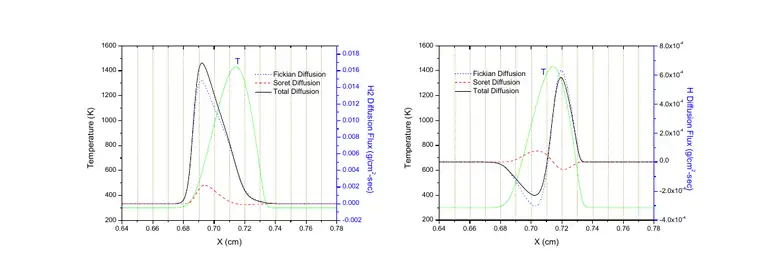 1600
1400
1200
1000
800
600
400
200
Temperature (K)
0.64
0.66
0.68
0.70
0.72
0.74
0.76
0.78
X (cm)
T
Fickian Diffusion
Soret Diffusion
Total Diffusion
0.018
0.016
0.014
0.012
0.010
0.008
0.006
0.004
0.002
0.000
-0.002
H2 Diffusion Flux (g/cm²-sec)
1600
1400
1200
1000
800
600
400
200
Temperature (K)
0.64
0.66
0.68
0.70
0.72
0.74
0.76
0.78
X (cm)
T
Fickian Diffusion
Soret Diffusion
Total Diffusion
8.0x10⁻⁴
6.0x10⁻⁴
4.0x10⁻⁴
2.0x10⁻⁴
0.0
-2.0x10⁻⁴
-4.0x10⁻⁴
H Diffusion Flux (g/cm²-sec)